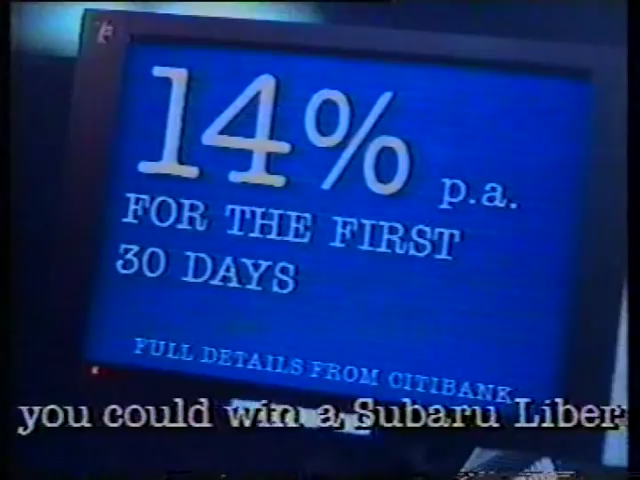 14% p.a.
FOR THE FIRST
30 DAYS
FULL DETAILS FROM CITIBANK
you could win a Subaru Liber